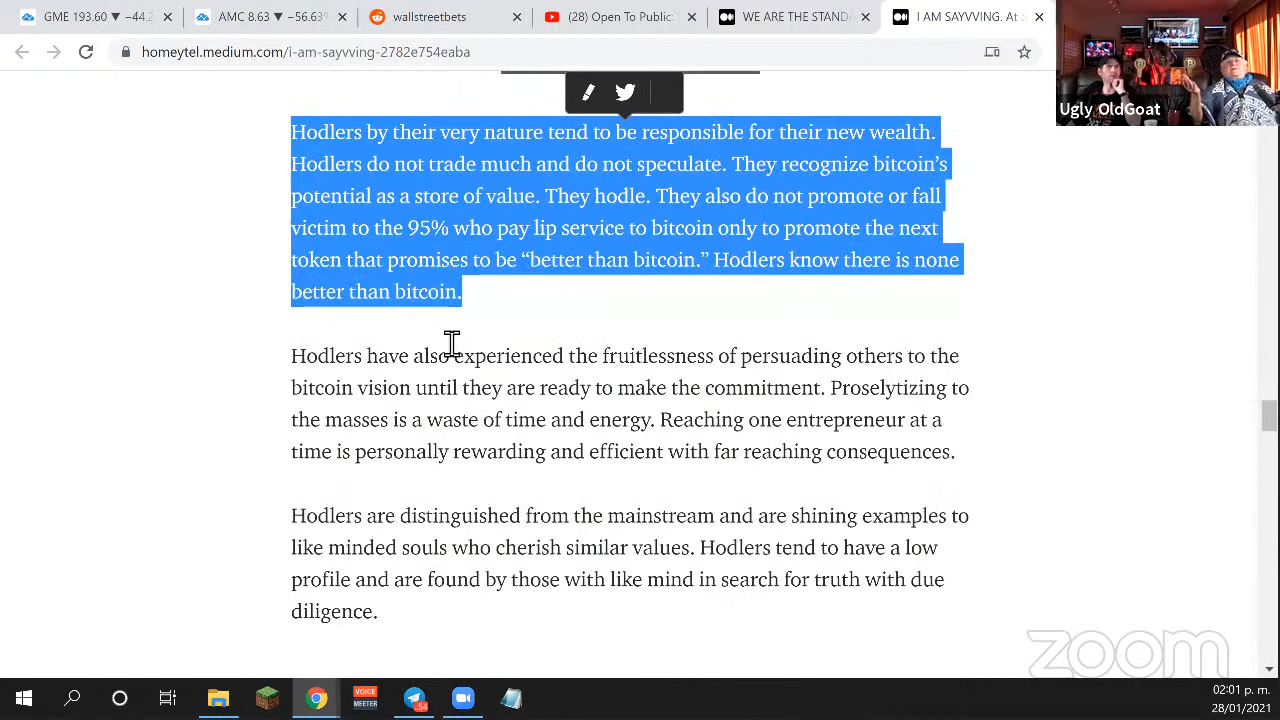 GME 193.60 ▼ −44.2
AMC 8.63 ▼ −56.63%
wallstreetbets
(28) Open To Public:
WE ARE THE STAND
I AM SAYVVING. At a
homeytel.medium.com/i-am-sayvving-2782e754eaba
Ugly OldGoat
Hodlers by their very nature tend to be responsible for their new wealth.
Hodlers do not trade much and do not speculate. They recognize bitcoin’s
potential as a store of value. They hodle. They also do not promote or fall
victim to the 95% who pay lip service to bitcoin only to promote the next
token that promises to be “better than bitcoin.” Hodlers know there is none
better than bitcoin.
Hodlers have also experienced the fruitlessness of persuading others to the
bitcoin vision until they are ready to make the commitment. Proselytizing to
the masses is a waste of time and energy. Reaching one entrepreneur at a
time is personally rewarding and efficient with far reaching consequences.
Hodlers are distinguished from the mainstream and are shining examples to
like minded souls who cherish similar values. Hodlers tend to have a low
profile and are found by those with like mind in search for truth with due
diligence.
zoom
VOICE
MEETER
54
02:01 p. m.
28/01/2021